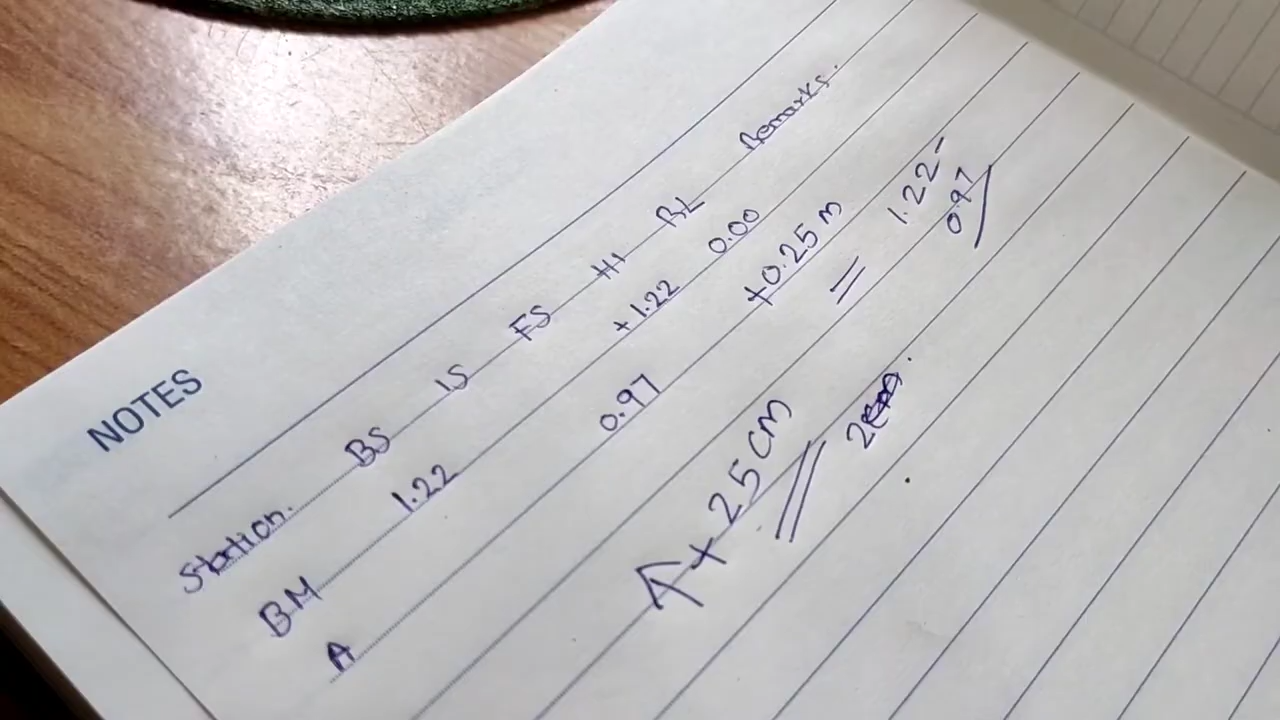 NOTES
Station. BS IS FS HI RL Remarks.
BM 1.22 +1.22 0.00
A 0.97 +0.25 M
= 1.22-
0.97
A + 25 CM